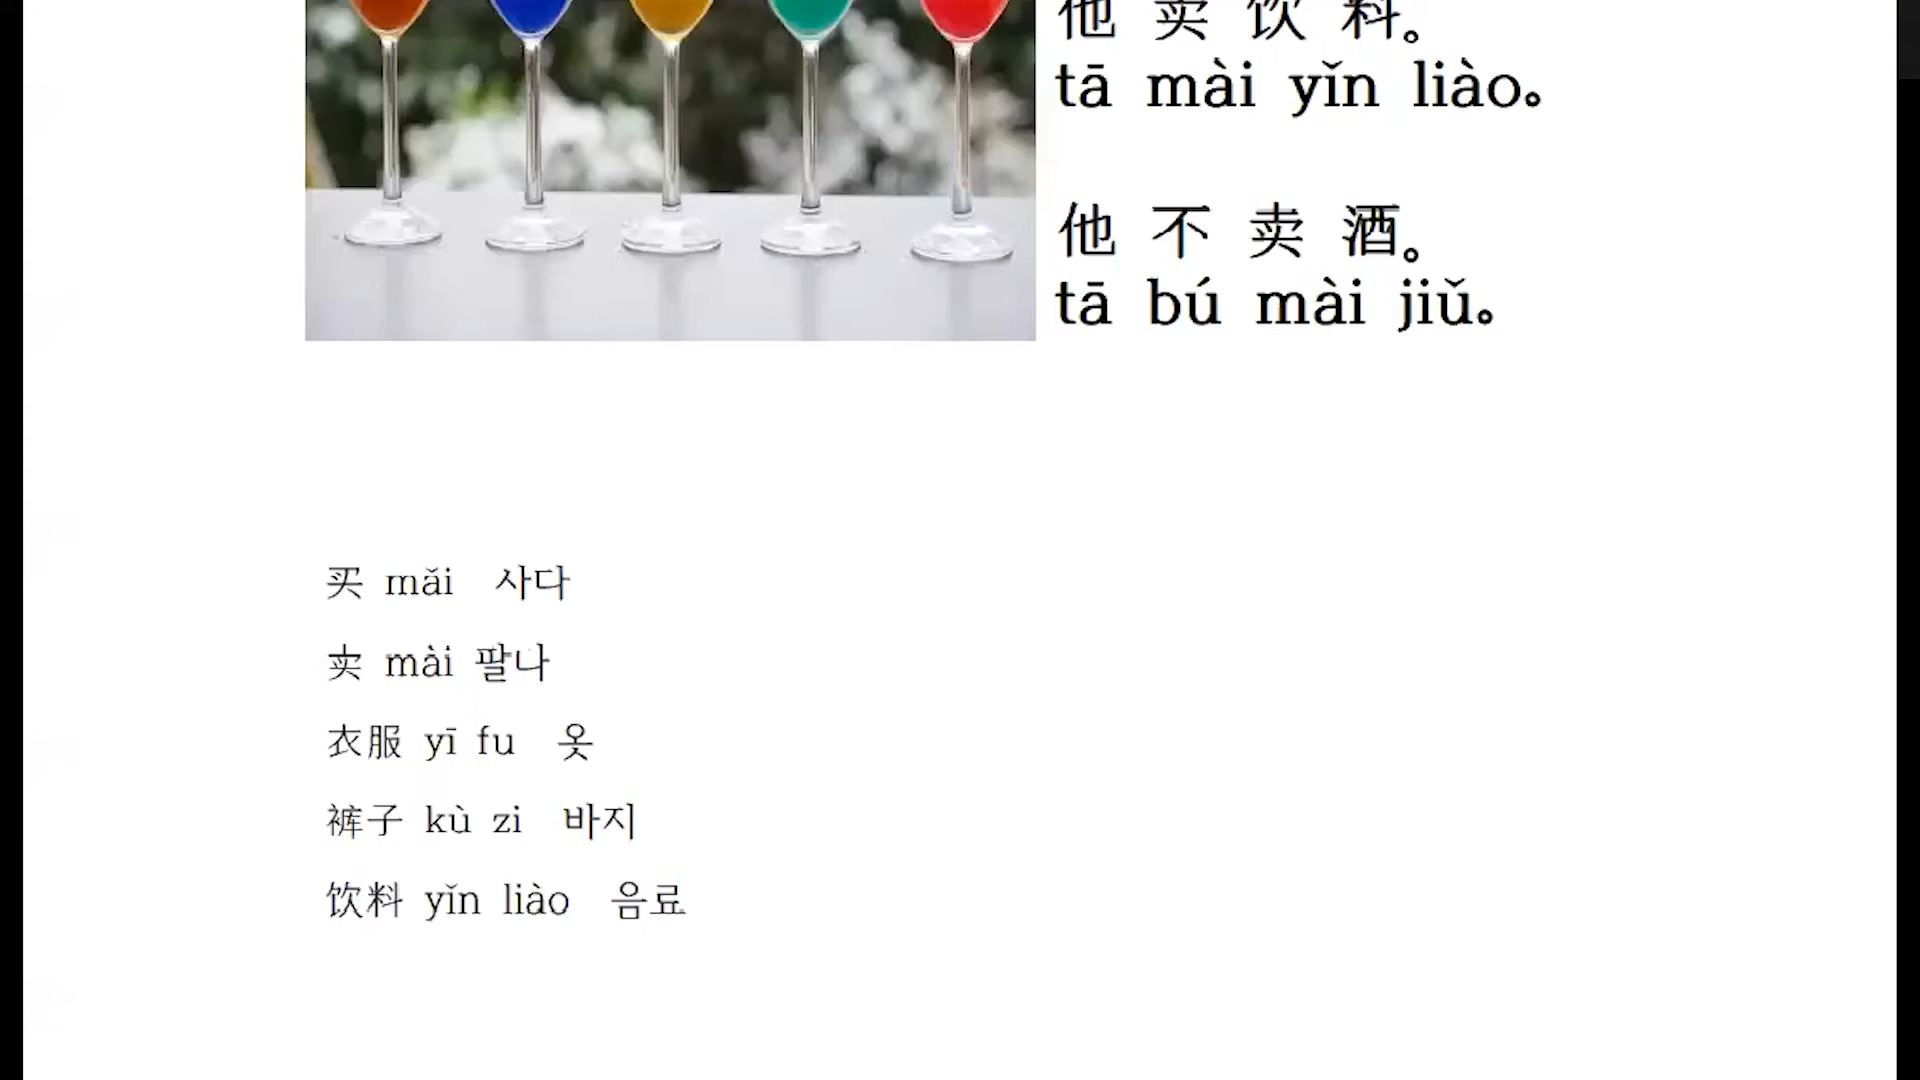 他 卖 饮 料。
tā mài yǐn liào。
他 不 卖 酒。
tā bú mài jiǔ。
买 mǎi 사다
卖 mài 팔나
衣服 yī fu 옷
裤子 kù zi 바지
饮料 yǐn liào 음료